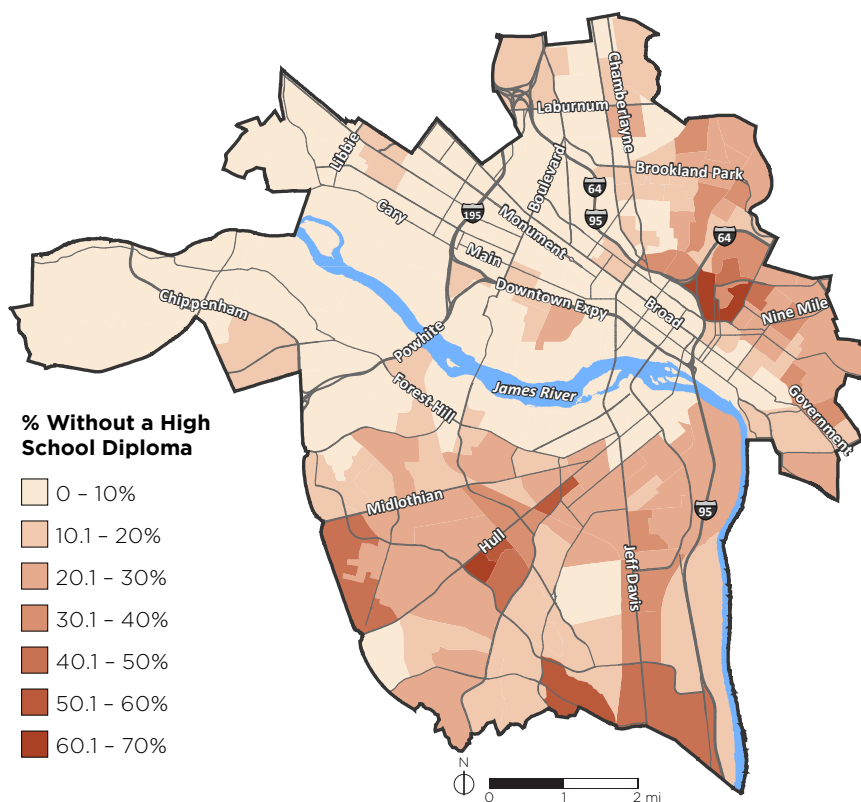 Chamberlayne
Laburnum
Libbie
Boulevard
Brookland Park
64
95
195
Monument
Cary
64
Main
Chippenham
Downtown Expy
Broad
Nine Mile
Powhite
James River
Forest Hill
Government
% Without a High
School Diploma
0 – 10%
10.1 – 20%
20.1 – 30%
30.1 – 40%
40.1 – 50%
50.1 – 60%
60.1 – 70%
Midlothian
95
Hull
Jeff Davis
N
0 1 2 mi